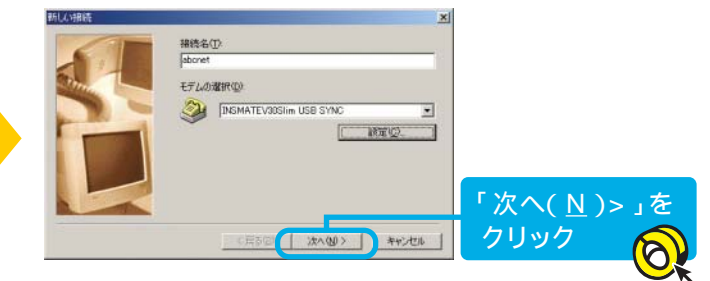 新しい接続
接続名(T):
abcnet
モデムの選択(D):
INSMATEV30Slim USB SYNC
設定(C)...
< 戻る(B)
次へ(N) >
キャンセル
「次へ( N )> 」を
クリック